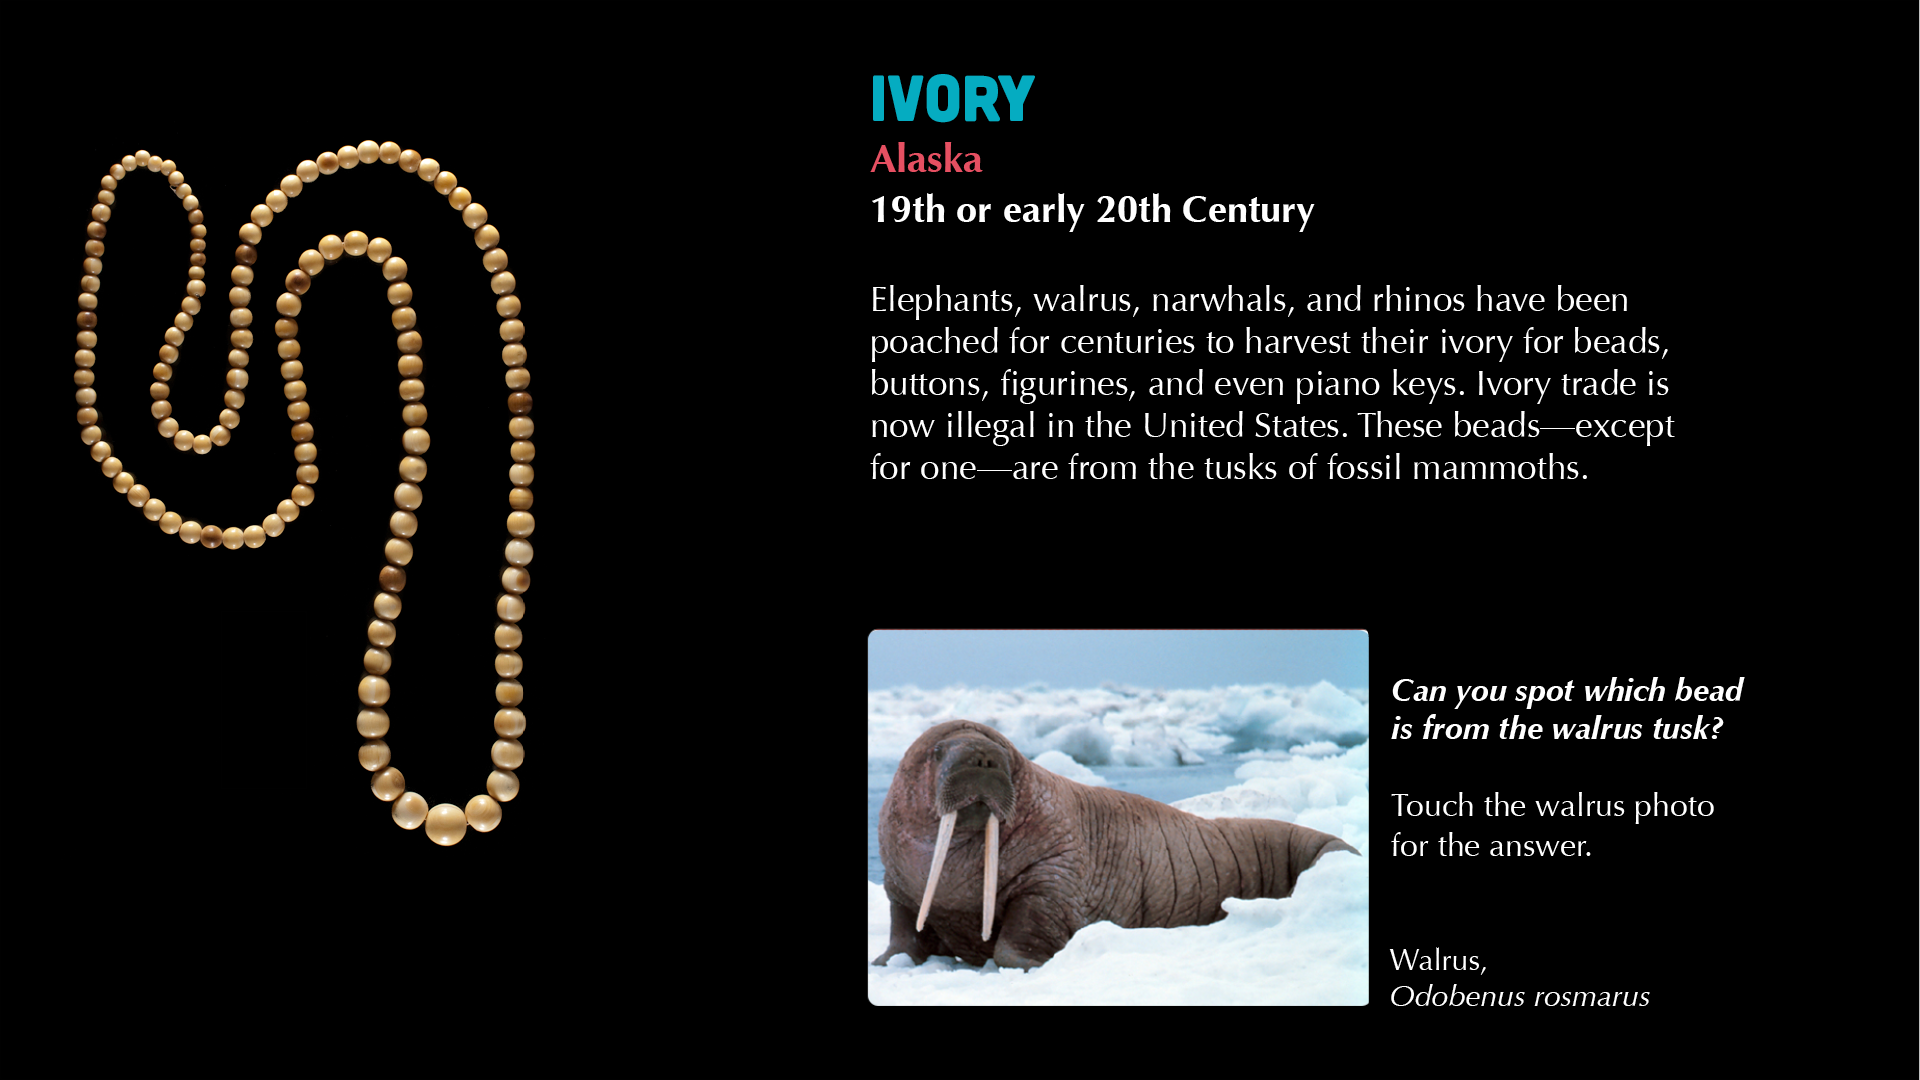 IVORY
Alaska
19th or early 20th Century
Elephants, walrus, narwhals, and rhinos have been
poached for centuries to harvest their ivory for beads,
buttons, figurines, and even piano keys. Ivory trade is
now illegal in the United States. These beads—except
for one—are from the tusks of fossil mammoths.
Can you spot which bead
is from the walrus tusk?
Touch the walrus photo
for the answer.
Walrus,
Odobenus rosmarus